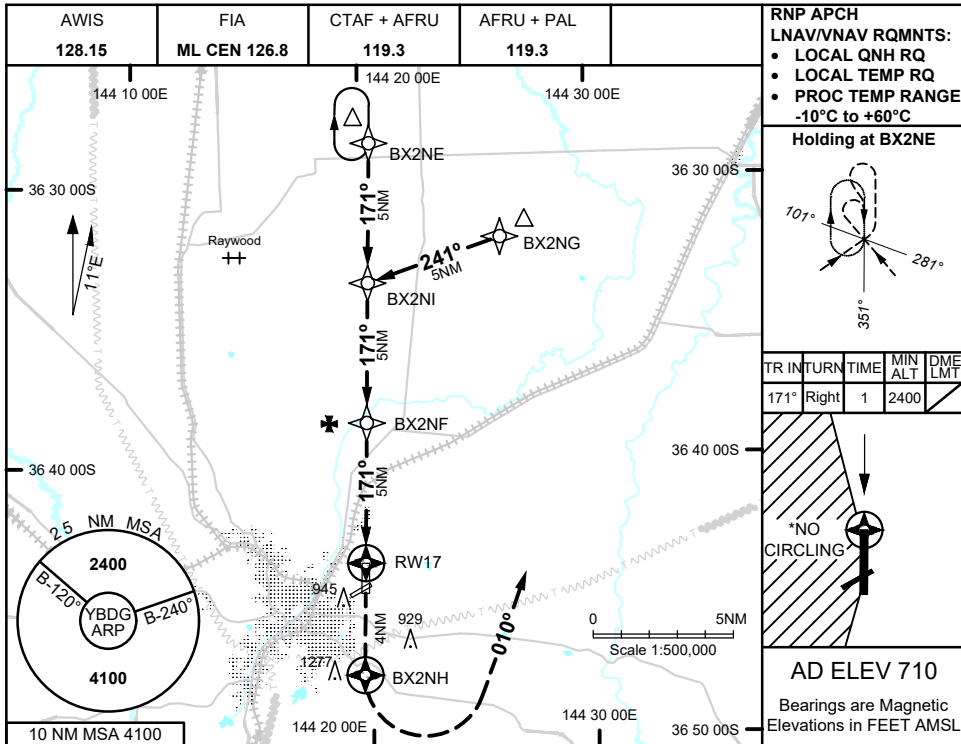 AWIS
128.15
FIA
ML CEN 126.8
CTAF + AFRU
119.3
AFRU + PAL
119.3
RNP APCH
LNAV/VNAV RQMNTS:
• LOCAL QNH RQ
• LOCAL TEMP RQ
• PROC TEMP RANGE
-10°C to +60°C
144 10 00E
144 20 00E
144 30 00E
36 30 00S
36 30 00S
BX2NE
171°
5NM
BX2NG
241°
5NM
Raywood
11°E
BX2NI
171°
5NM
BX2NF
36 40 00S
36 40 00S
171°
5NM
RW17
945
4NM
929
1277
BX2NH
010°
0
5NM
Scale 1:500,000
25 NM MSA
2400
B-120°
YBDG
ARP
B-240°
4100
10 NM MSA 4100
144 20 00E
144 30 00E
36 50 00S
Holding at BX2NE
101°
281°
351°
TR IN
TURN
TIME
MIN
ALT
DME
LMT
171°
Right
1
2400
*NO
CIRCLING
AD ELEV 710
Bearings are Magnetic
Elevations in FEET AMSL
T